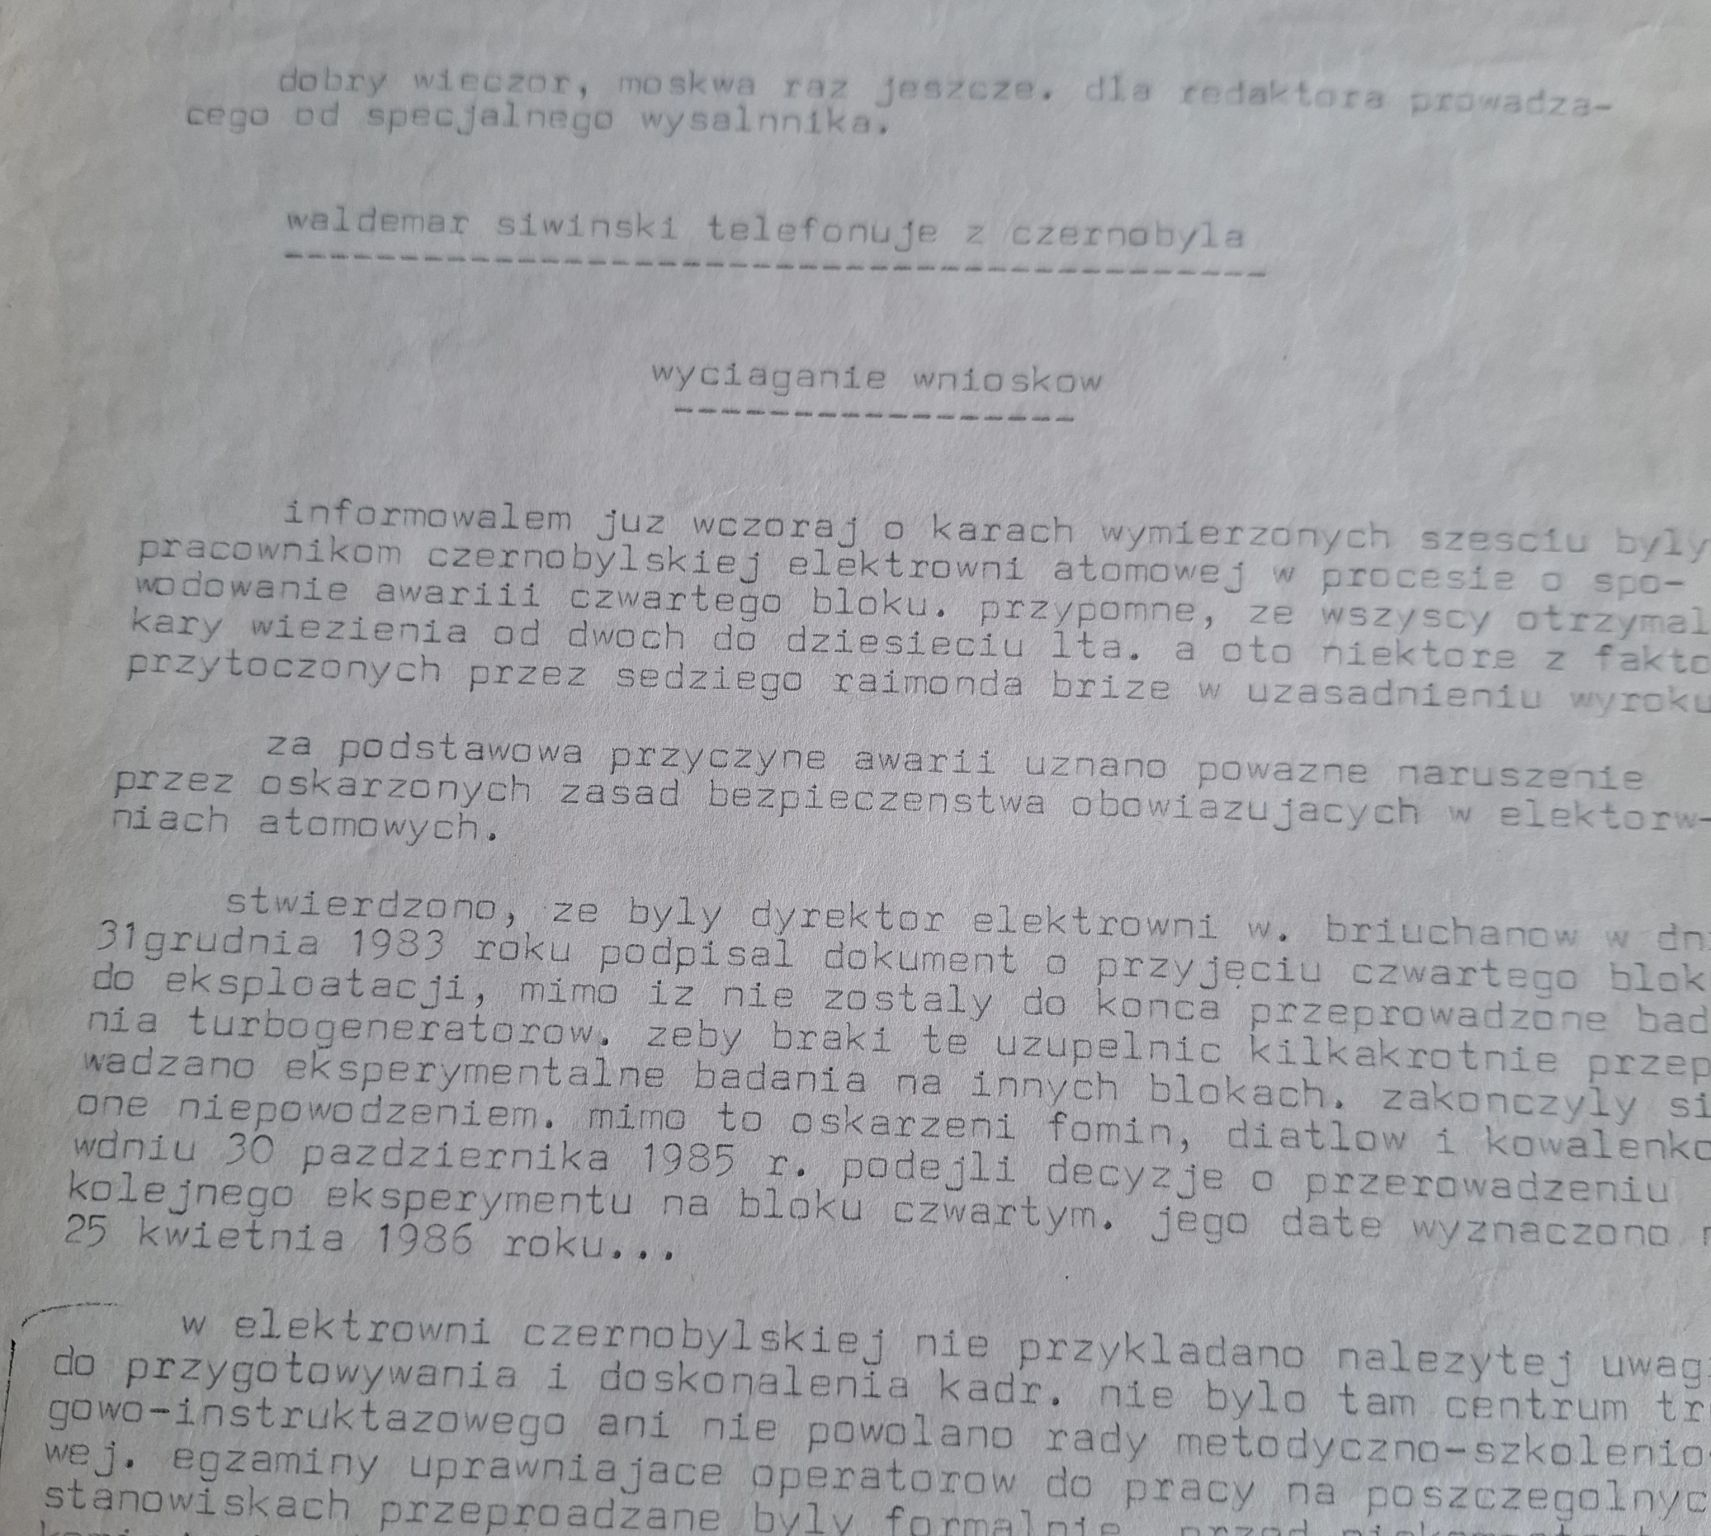 dobry wieczor, moskwa raz jeszcze. dla redaktora prowadza-
cego od specjalnego wysalnnika.
waldemar siwinski telefonuje z czernobyla
wyciaganie wnioskow
informowalem juz wczoraj o karach wymierzonych szesciu byly
pracownikom czernobylskiej elektrowni atomowej w procesie o spo-
wodowanie awariii czwartego bloku. przypomne, ze wszyscy otrzymal
kary wiezienia od dwoch do dziesieciu lta. a oto niektore z fakto
przytoczonych przez sedziego raimonda brize w uzasadnieniu wyroku
za podstawowa przyczyne awarii uznano powazne naruszenie
przez oskarzonych zasad bezpieczenstwa obowiazujacych w elektorw-
niach atomowych.
stwierdzono, ze byly dyrektor elektrowni w. briuchanow w dn
31grudnia 1983 roku podpisal dokument o przyjęciu czwartego blok
do eksploatacji, mimo iz nie zostaly do konca przeprowadzone bad
nia turbogeneratorow. zeby braki te uzupelnic kilkakrotnie przep
wadzano eksperymentalne badania na innych blokach. zakonczyly si
one niepowodzeniem. mimo to oskarzeni fomin, diatlow i kowalenko
wdniu 30 pazdziernika 1985 r. podejli decyzje o przerowadzeniu
kolejnego eksperymentu na bloku czwartym. jego date wyznaczono
25 kwietnia 1986 roku...
w elektrowni czernobylskiej nie przykladano nalezytej uwag
do przygotowywania i doskonalenia kadr. nie bylo tam centrum tr
gowo-instruktazowego ani nie powolano rady metodyczno-szkolenio
wej. egzaminy uprawniajace operatorow do pracy na poszczegolnyc
stanowiskach przeproadzane byly formalnie przed